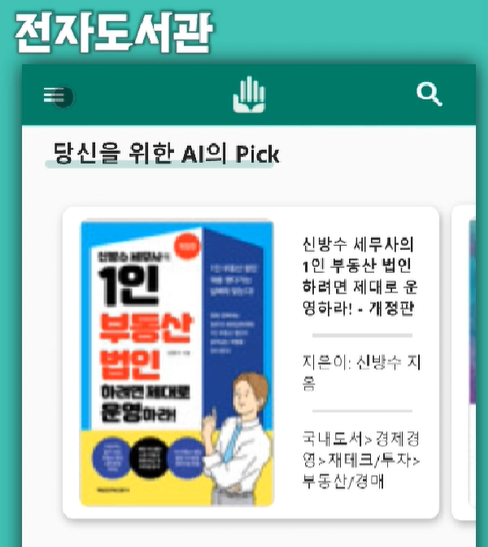 전자도서관
당신을 위한 AI의 Pick
신방수 세무사의
1인
부동산
법인
하려면 제대로
운영하라!
신방수 세무사의
1인 부동산 법인
하려면 제대로 운
영하라! - 개정판
지은이: 신방수 지
음
국내도서>경제경
영>재테크/투자>
부동산/경매